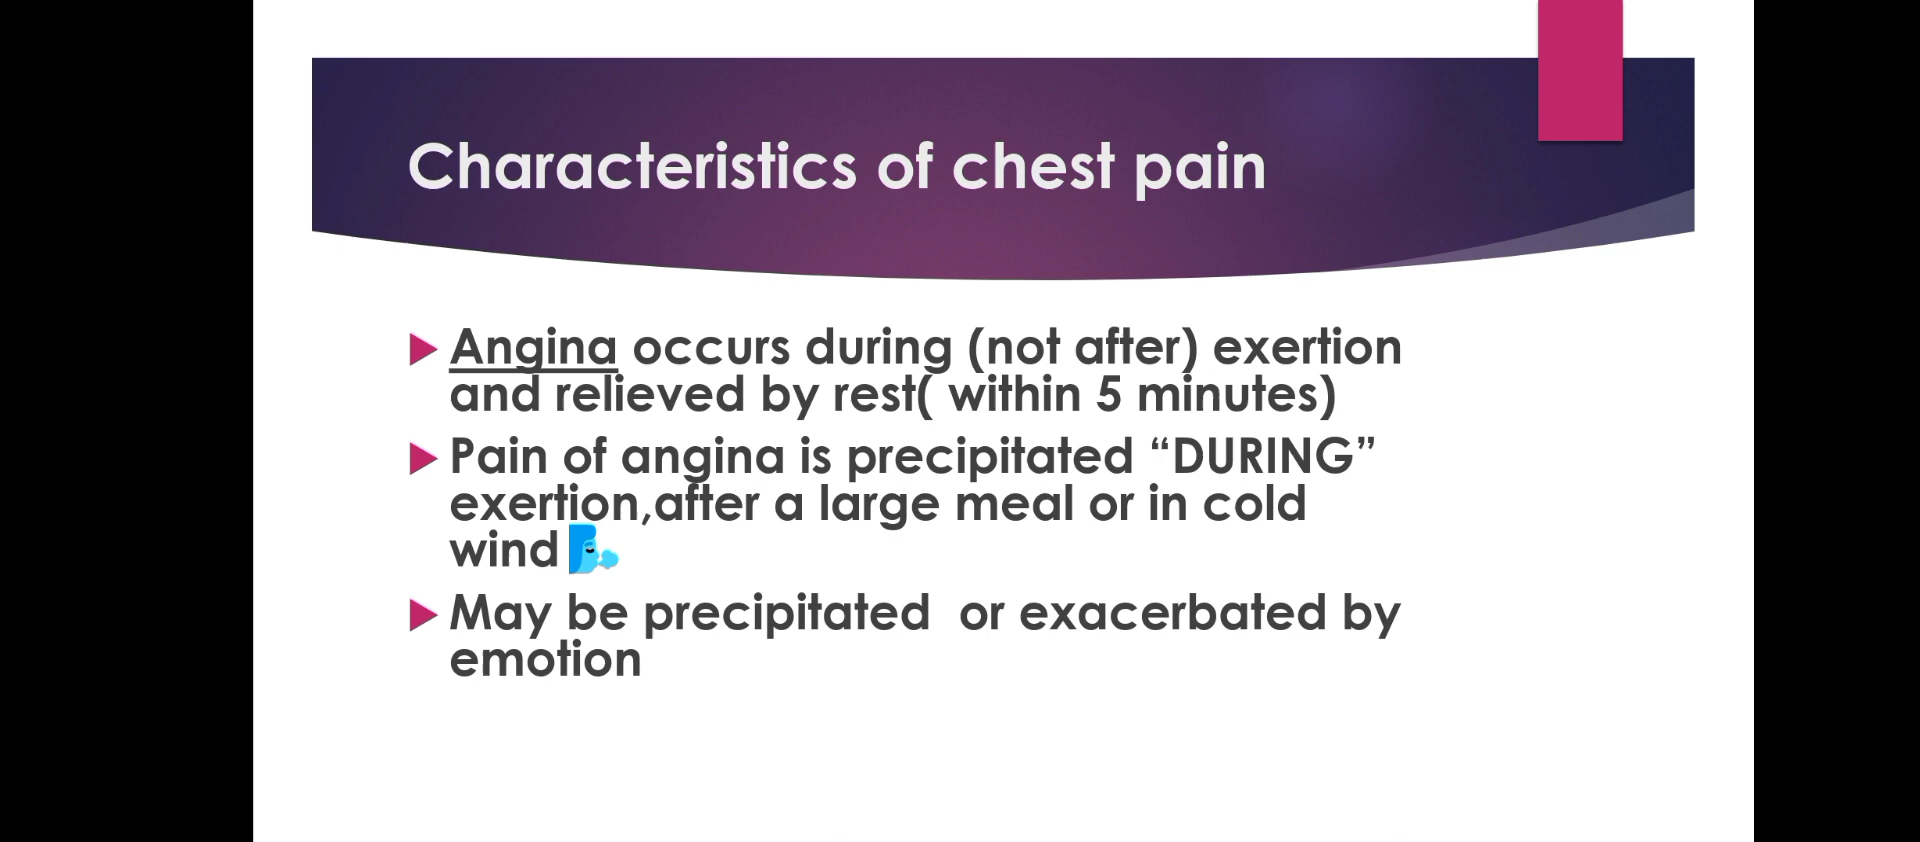 Characteristics of chest pain
Angina occurs during (not after) exertion
and relieved by rest( within 5 minutes)
Pain of angina is precipitated “DURING”
exertion,after a large meal or in cold
wind🌬
May be precipitated  or exacerbated by
emotion